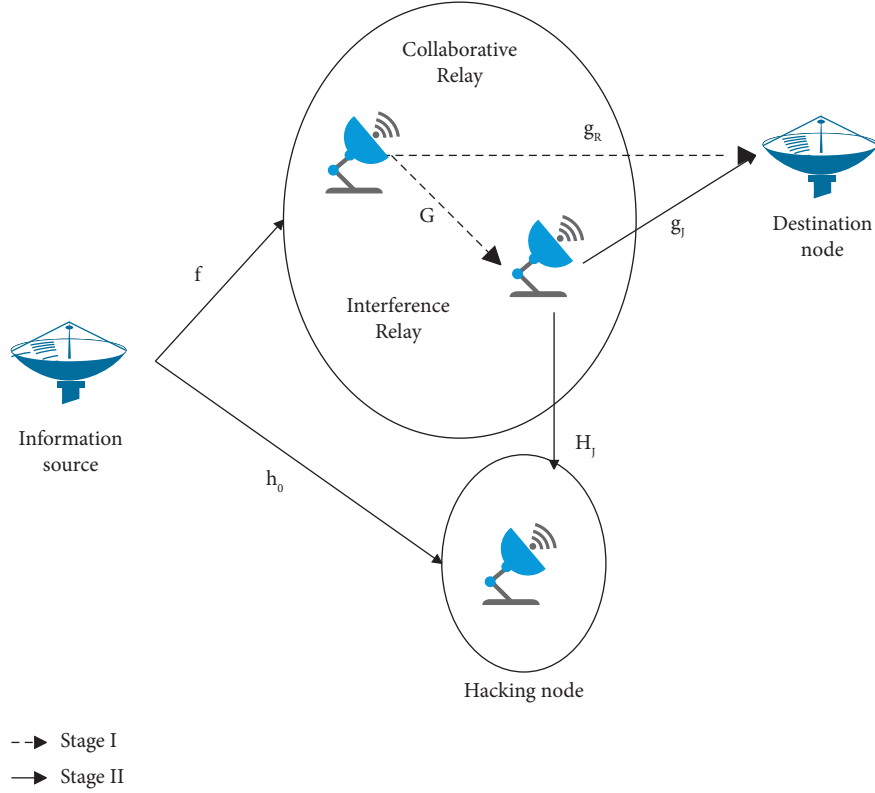 Collaborative
Relay
g_R
G
g_J
Destination
node
f
Interference
Relay
Information
source
h_0
H_J
Hacking node
Stage I
Stage II